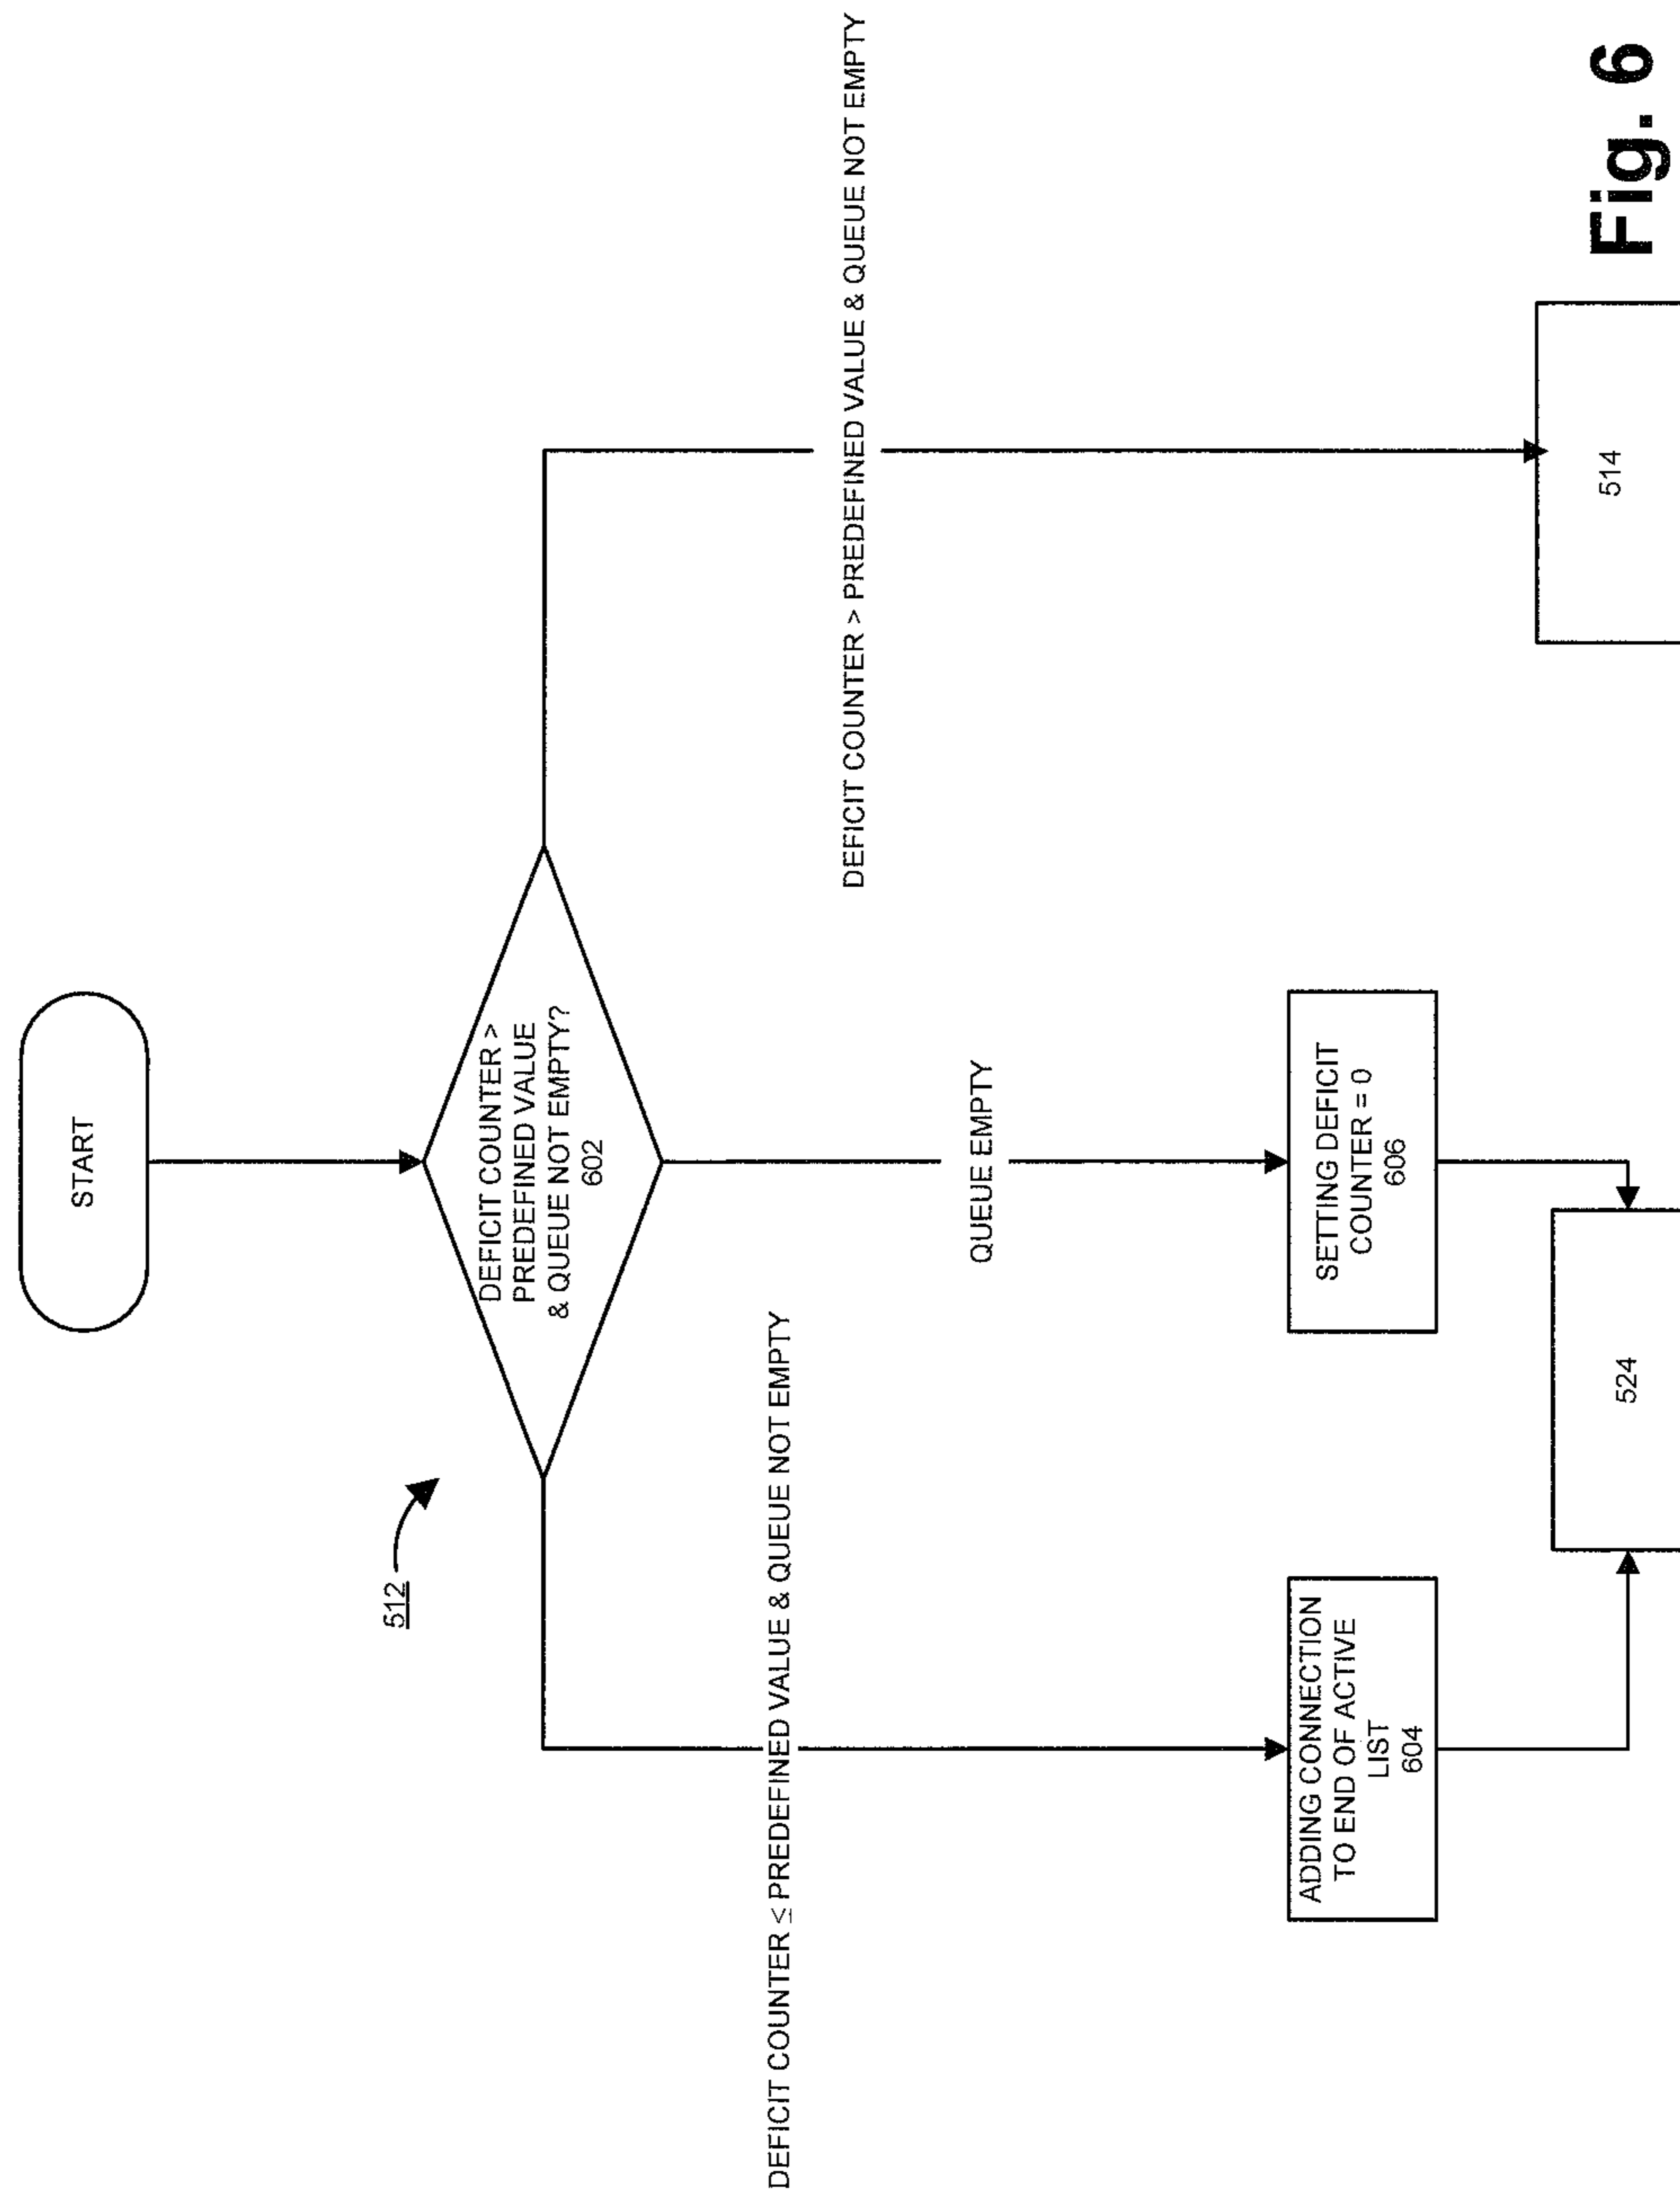 START
512
DEFICIT COUNTER >
PREDEFINED VALUE
& QUEUE NOT EMPTY?
602
DEFICIT COUNTER ≤ PREDEFINED VALUE & QUEUE NOT EMPTY
QUEUE EMPTY
DEFICIT COUNTER > PREDEFINED VALUE & QUEUE NOT EMPTY
ADDING CONNECTION
TO END OF ACTIVE
LIST
604
SETTING DEFICIT
COUNTER = 0
606
524
514
Fig. 6